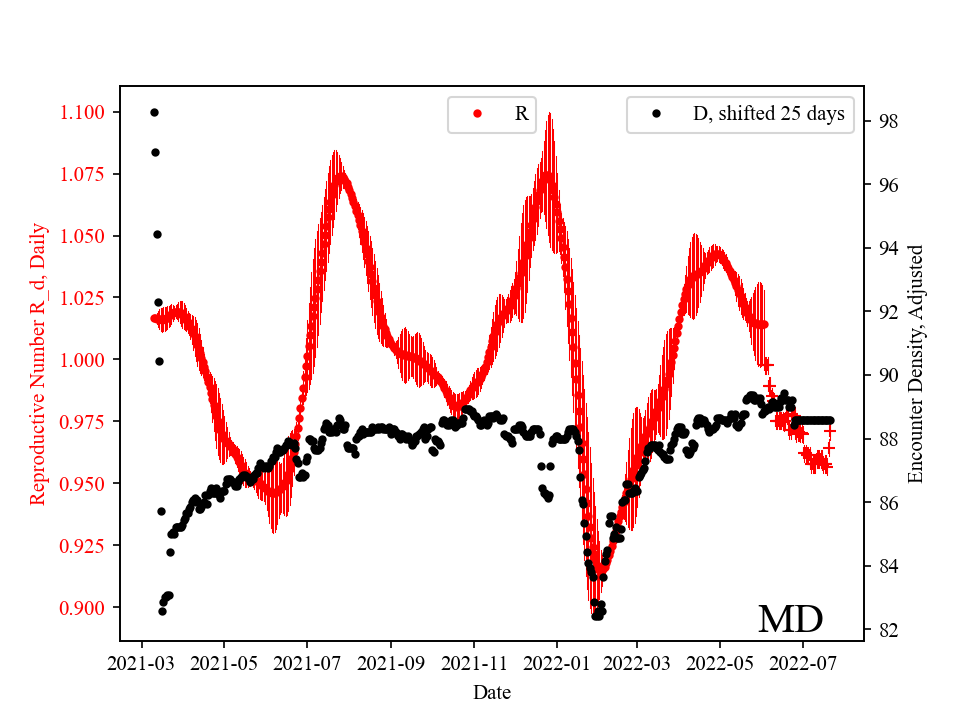 R
D, shifted 25 days
1.100
1.075
1.050
1.025
1.000
0.975
0.950
0.925
0.900
Reproductive Number R_d, Daily
98
96
94
92
90
88
86
84
82
Encounter Density, Adjusted
MD
2021-03 2021-05 2021-07 2021-09 2021-11 2022-01 2022-03 2022-05 2022-07
Date